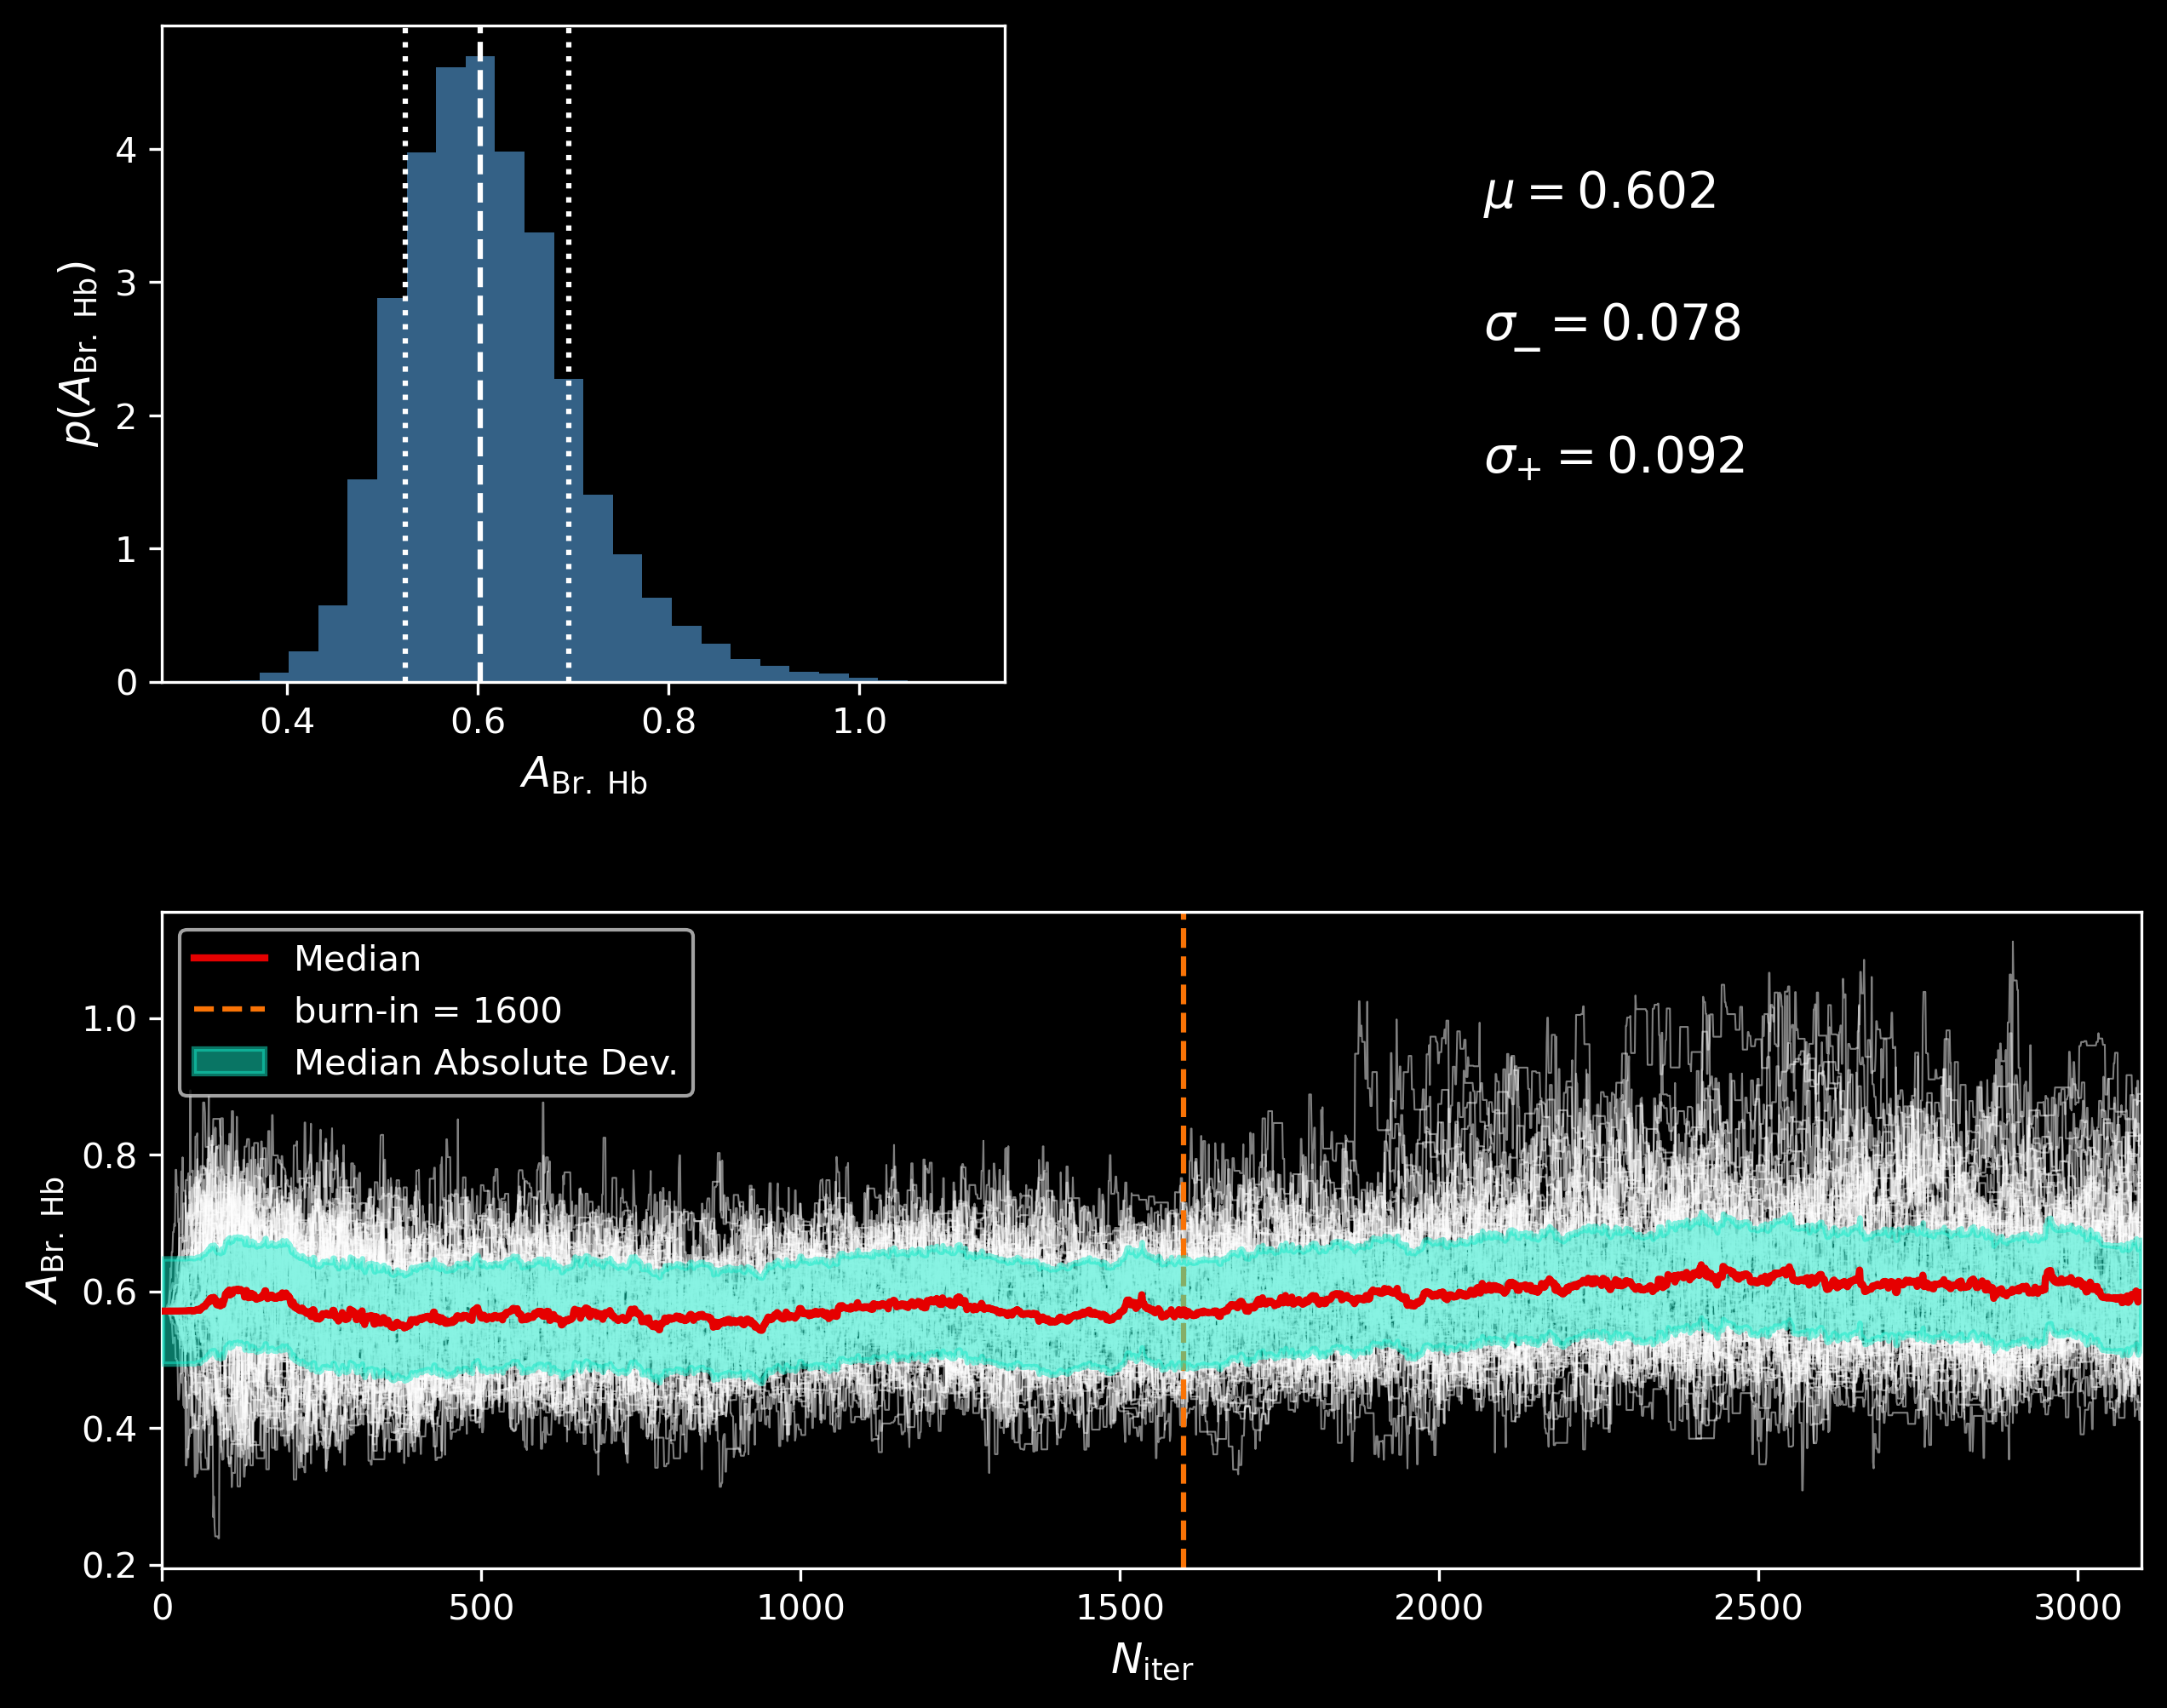 4
3
2
1
0
p(A_Br. Hb)
0.4 0.6 0.8 1.0
A_Br. Hb
μ = 0.602
σ_− = 0.078
σ_+ = 0.092
Median
burn-in = 1600
Median Absolute Dev.
1.0
0.8
0.6
0.4
0.2
A_Br. Hb
0 500 1000 1500 2000 2500 3000
N_iter